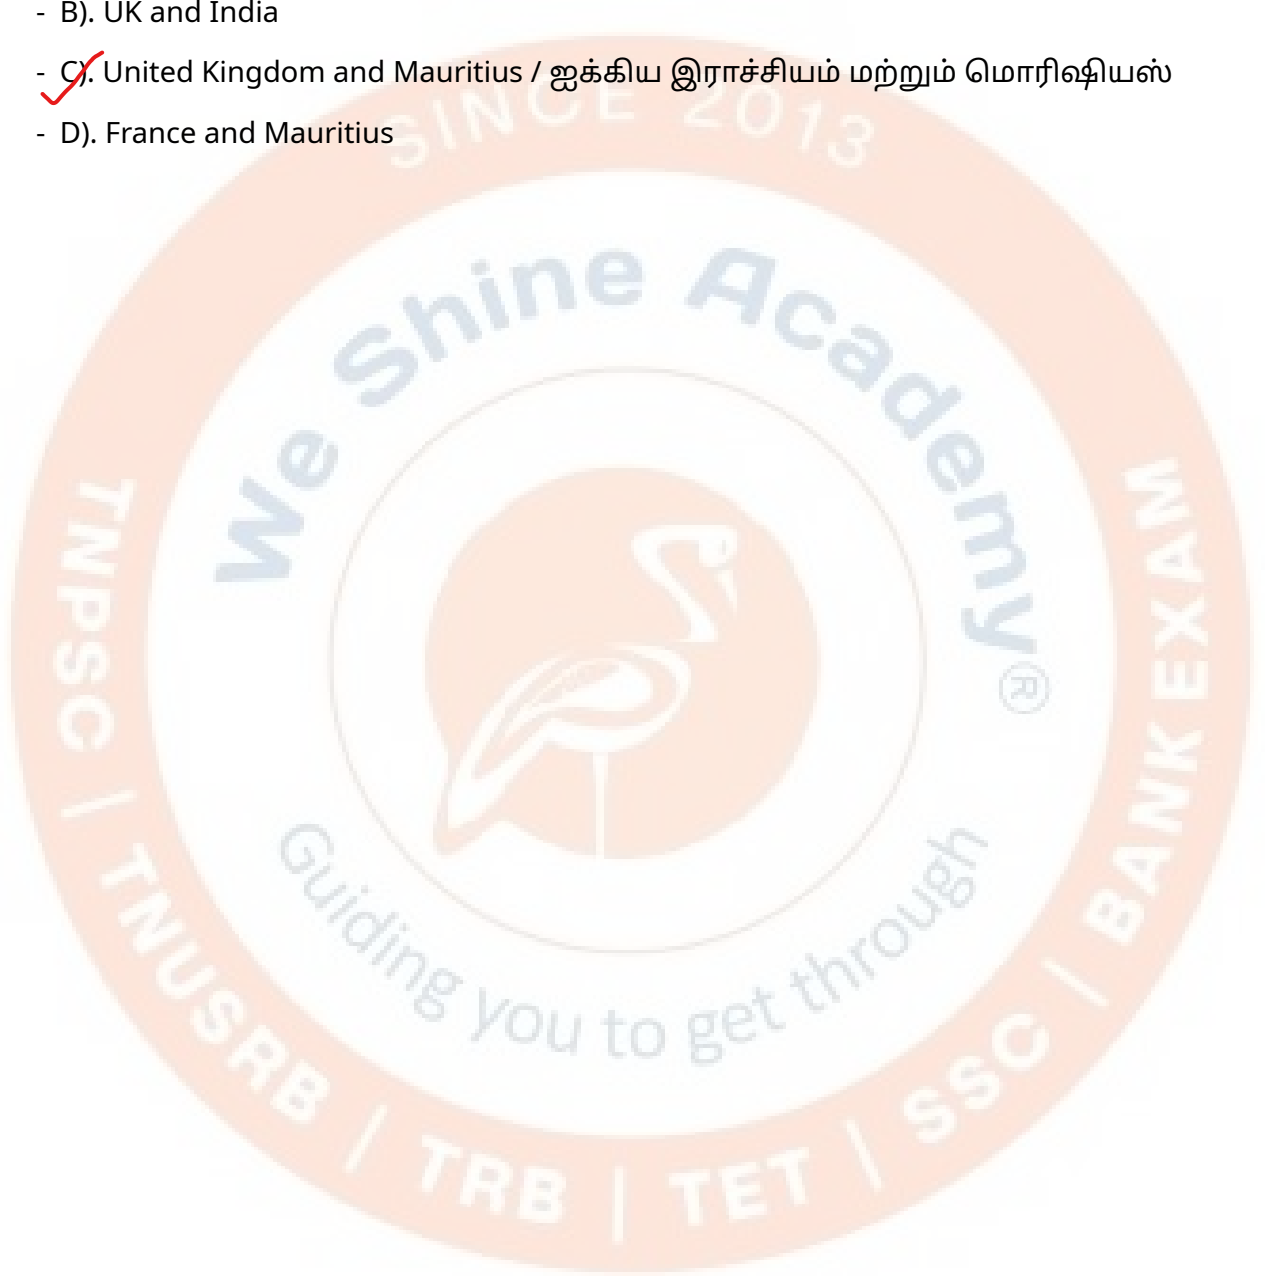 - B). UK and India
- C). United Kingdom and Mauritius / ஐக்கிய இராச்சியம் மற்றும் மொரிஷியஸ்
- D). France and Mauritius
SINCE 2013
We Shine Academy®
Guiding you to get through
TNPSC | TNUSRB | TRB | TET | SSC | BANK EXAM